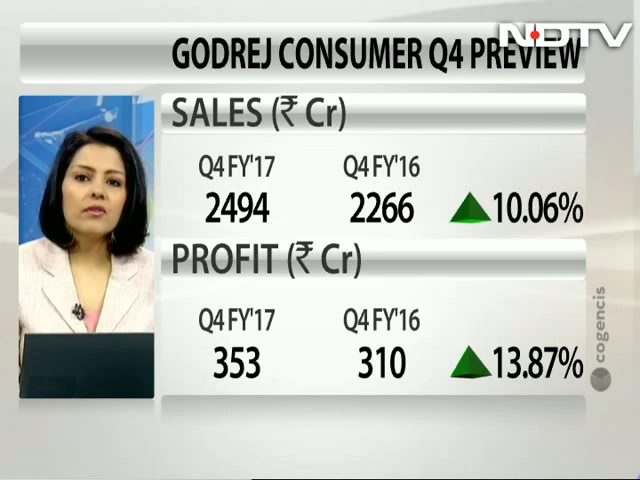 NDTV
GODREJ CONSUMER Q4 PREVIEW
SALES (₹ Cr)
Q4 FY'17 Q4 FY'16
2494 2266 10.06%
PROFIT (₹ Cr)
Q4 FY'17 Q4 FY'16
353 310 13.87%
cogencis